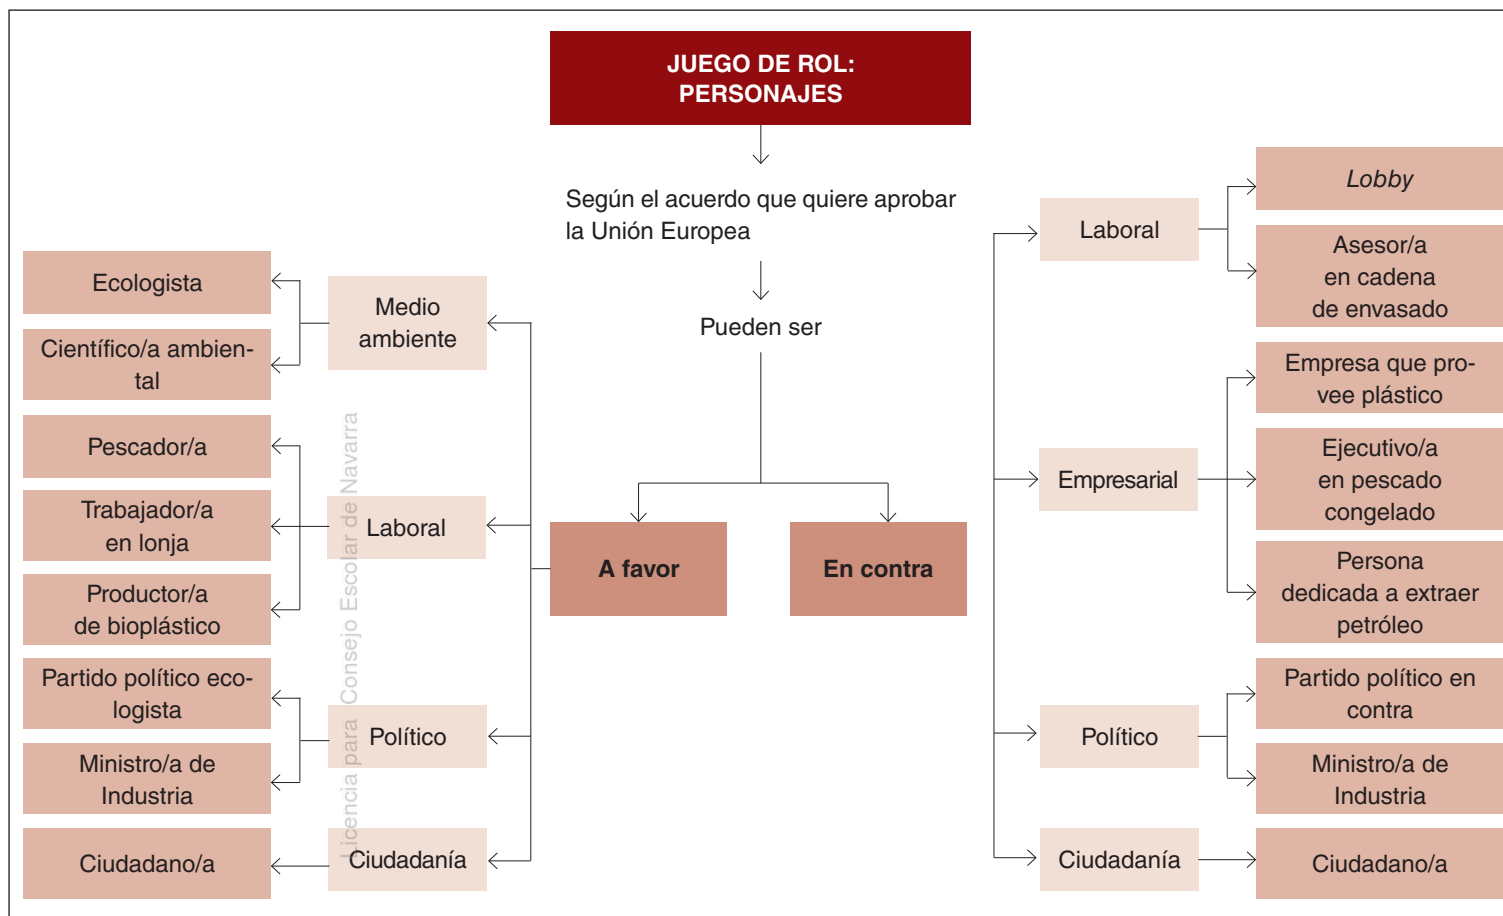 JUEGO DE ROL:
PERSONAJES
Según el acuerdo que quiere aprobar
la Unión Europea
Pueden ser
A favor
En contra
Medio
ambiente
Ecologista
Científico/a ambien-
tal
Laboral
Pescador/a
Trabajador/a
en lonja
Productor/a
de bioplástico
Político
Partido político eco-
logista
Ministro/a de
Industria
Ciudadanía
Ciudadano/a
Laboral
Lobby
Asesor/a
en cadena
de envasado
Empresarial
Empresa que pro-
vee plástico
Ejecutivo/a
en pescado
congelado
Persona
dedicada a extraer
petróleo
Político
Partido político en
contra
Ministro/a de
Industria
Ciudadanía
Ciudadano/a
Licencia para Consejo Escolar de Navarra